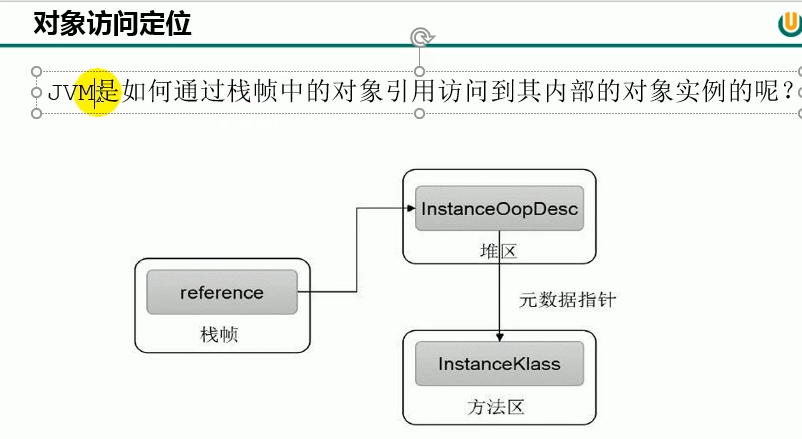 对象访问定位
JVM是如何通过栈帧中的对象引用访问到其内部的对象实例的呢?
InstanceOopDesc
堆区
reference
栈帧
元数据指针
InstanceKlass
方法区